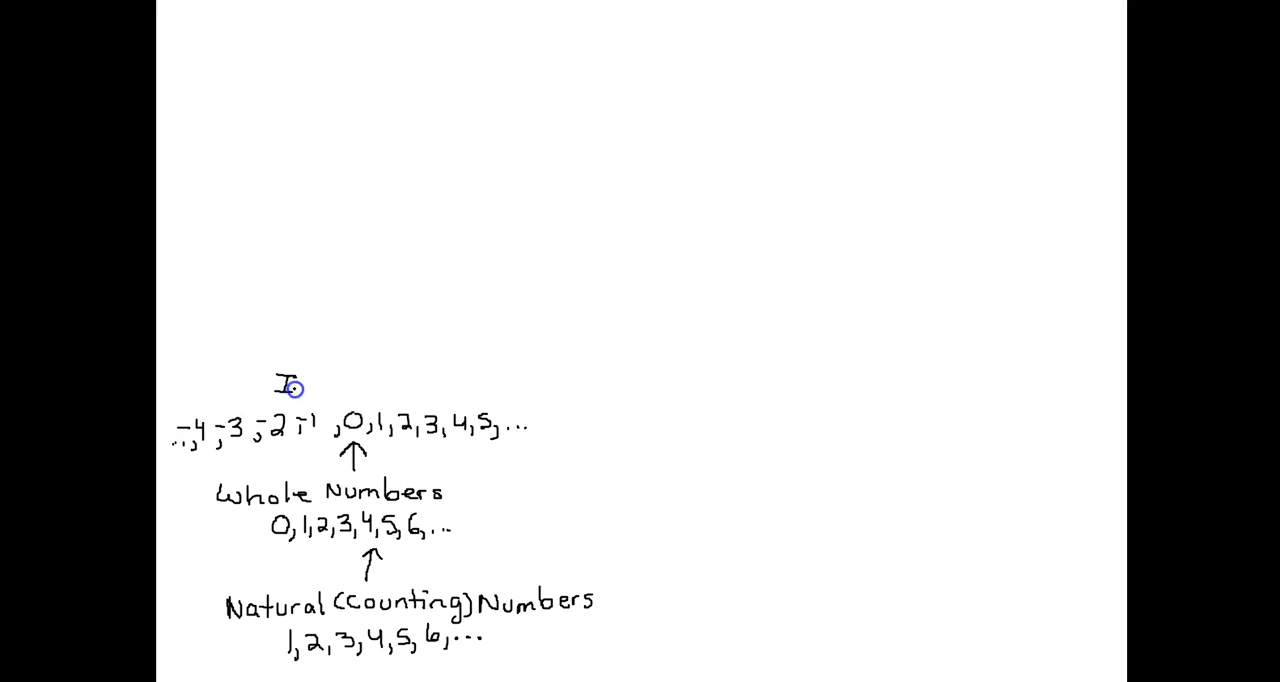 I
..., -4, -3, -2, -1, 0, 1, 2, 3, 4, 5, ...
Whole Numbers
0, 1, 2, 3, 4, 5, 6, ...
Natural (Counting) Numbers
1, 2, 3, 4, 5, 6, ...